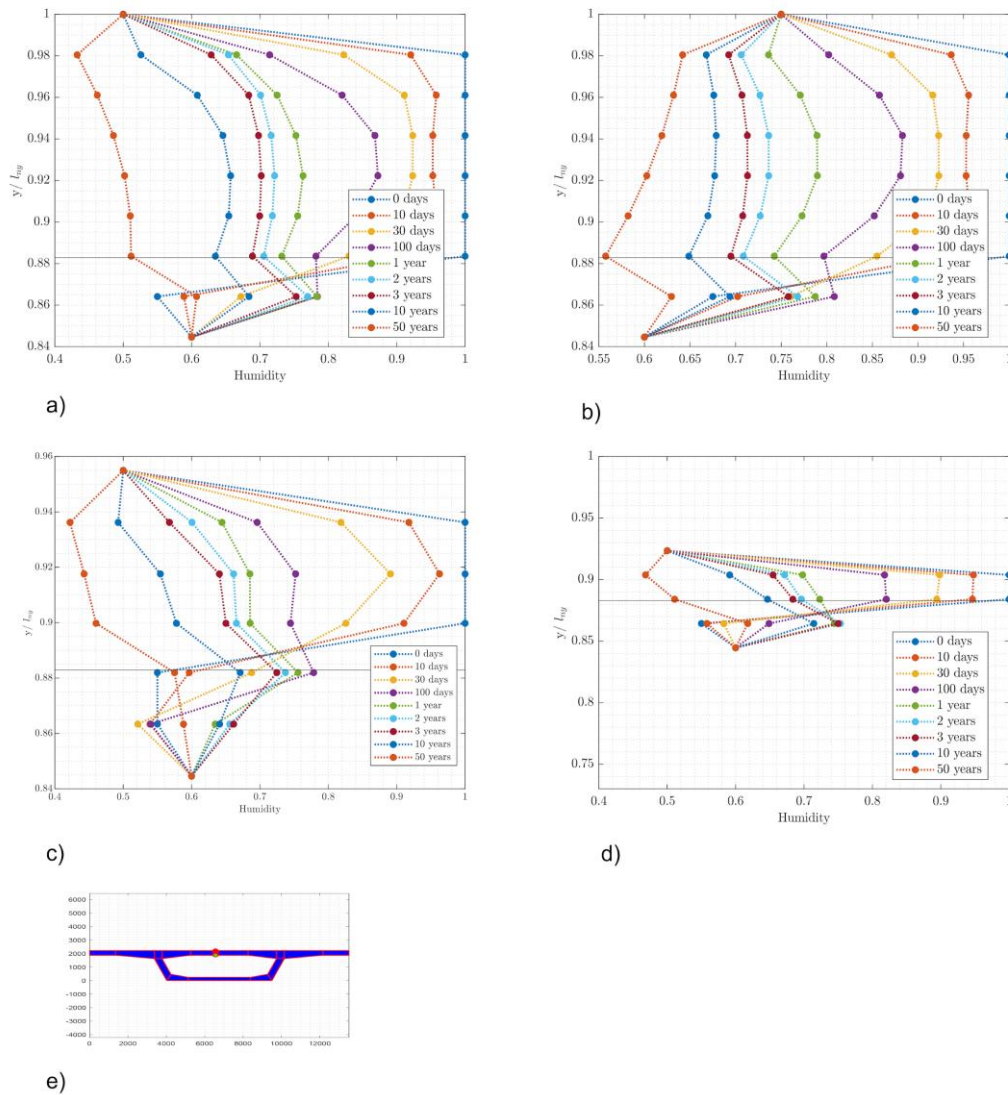 1
0.98
0.96
0.94
0.92
0.9
0.88
0.86
0.84
y/ l_ny
0.4 0.5 0.6 0.7 0.8 0.9 1
Humidity
0 days
10 days
30 days
100 days
1 year
2 years
3 years
10 years
50 years
a)
1
0.98
0.96
0.94
0.92
0.9
0.88
0.86
0.84
y/ l_ny
0.55 0.6 0.65 0.7 0.75 0.8 0.85 0.9 0.95 1
Humidity
0 days
10 days
30 days
100 days
1 year
2 years
3 years
10 years
50 years
b)
0.96
0.94
0.92
0.9
0.88
0.86
0.84
y/ l_ny
0.4 0.5 0.6 0.7 0.8 0.9 1
Humidity
0 days
10 days
30 days
100 days
1 year
2 years
3 years
10 years
50 years
c)
1
0.95
0.9
0.85
0.8
0.75
y/ l_ny
0.4 0.5 0.6 0.7 0.8 0.9 1
Humidity
0 days
10 days
30 days
100 days
1 year
2 years
3 years
10 years
50 years
d)
6000
5000
4000
3000
2000
1000
0
-1000
-2000
-3000
-4000
0 2000 4000 6000 8000 10000 12000
e)